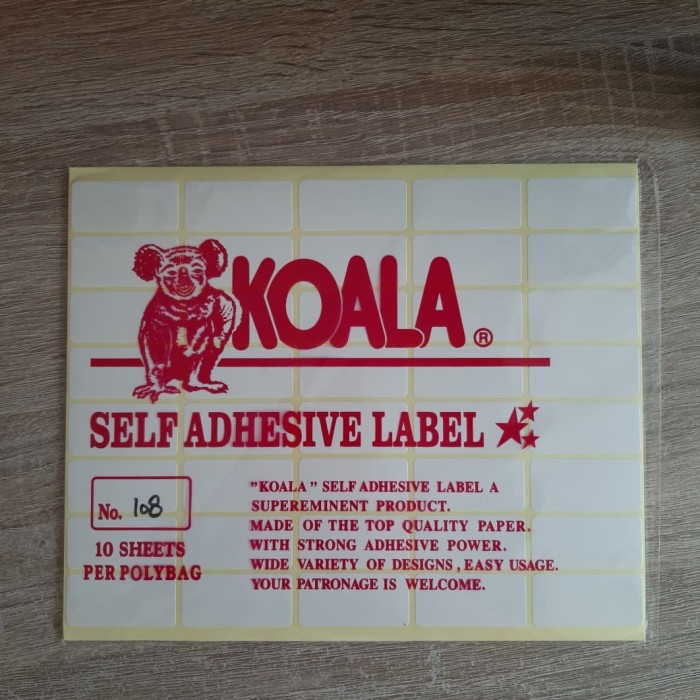 KOALA ®
SELF ADHESIVE LABEL
No. 108
10 SHEETS
PER POLYBAG
"KOALA" SELF ADHESIVE LABEL A
SUPEREMINENT PRODUCT.
MADE OF THE TOP QUALITY PAPER.
WITH STRONG ADHESIVE POWER.
WIDE VARIETY OF DESIGNS, EASY USAGE.
YOUR PATRONAGE IS WELCOME.